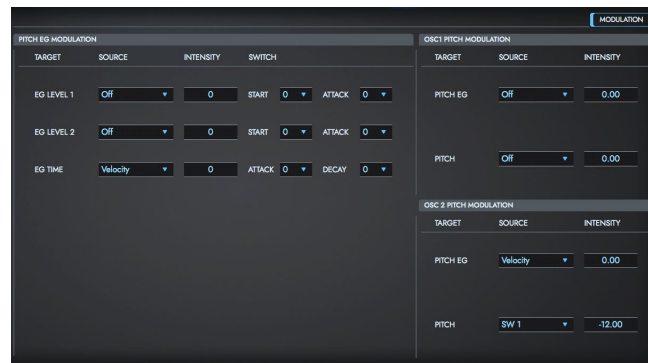 MODULATION
PITCH EG MODULATION
TARGET SOURCE INTENSITY SWITCH
EG LEVEL 1 Off 0 START 0 ATTACK 0
EG LEVEL 2 Off 0 START 0 ATTACK 0
EG TIME Velocity 0 ATTACK 0 DECAY 0
OSC1 PITCH MODULATION
TARGET SOURCE INTENSITY
PITCH EG Off 0.00
PITCH Off 0.00
OSC 2 PITCH MODULATION
TARGET SOURCE INTENSITY
PITCH EG Velocity 0.00
PITCH SW 1 -12.00